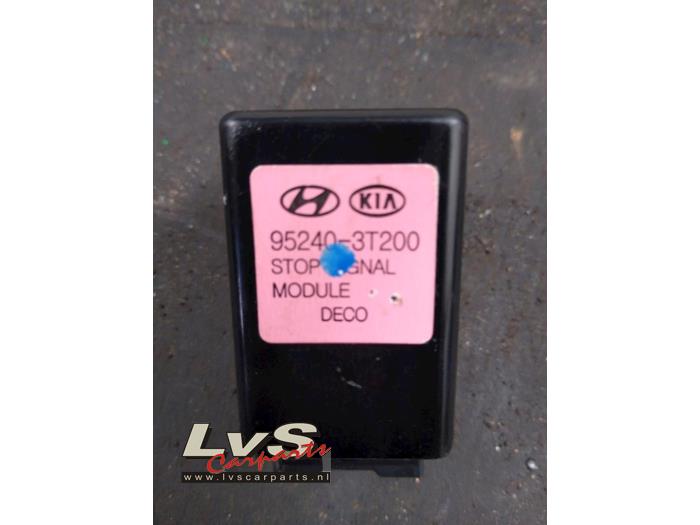 KIA
95240-3T200
STOP
MODULE
DECO
LvS
Carparts
www.lvscarparts.nl